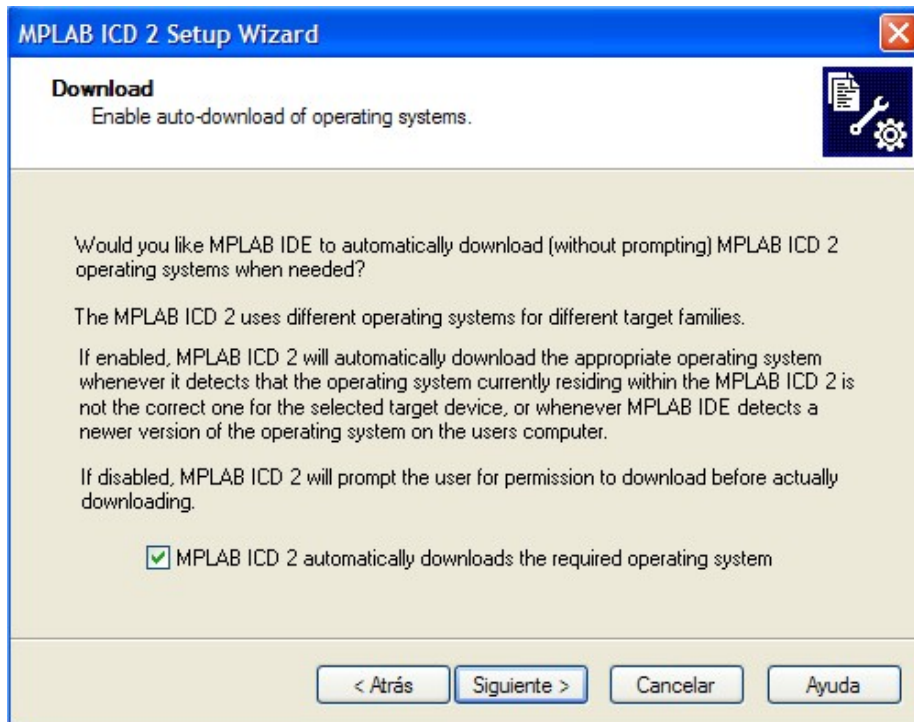 MPLAB ICD 2 Setup Wizard
Download
Enable auto-download of operating systems.
Would you like MPLAB IDE to automatically download (without prompting) MPLAB ICD 2
operating systems when needed?
The MPLAB ICD 2 uses different operating systems for different target families.
If enabled, MPLAB ICD 2 will automatically download the appropriate operating system
whenever it detects that the operating system currently residing within the MPLAB ICD 2 is
not the correct one for the selected target device, or whenever MPLAB IDE detects a
newer version of the operating system on the users computer.
If disabled, MPLAB ICD 2 will prompt the user for permission to download before actually
downloading.
MPLAB ICD 2 automatically downloads the required operating system
< Atrás Siguiente > Cancelar Ayuda